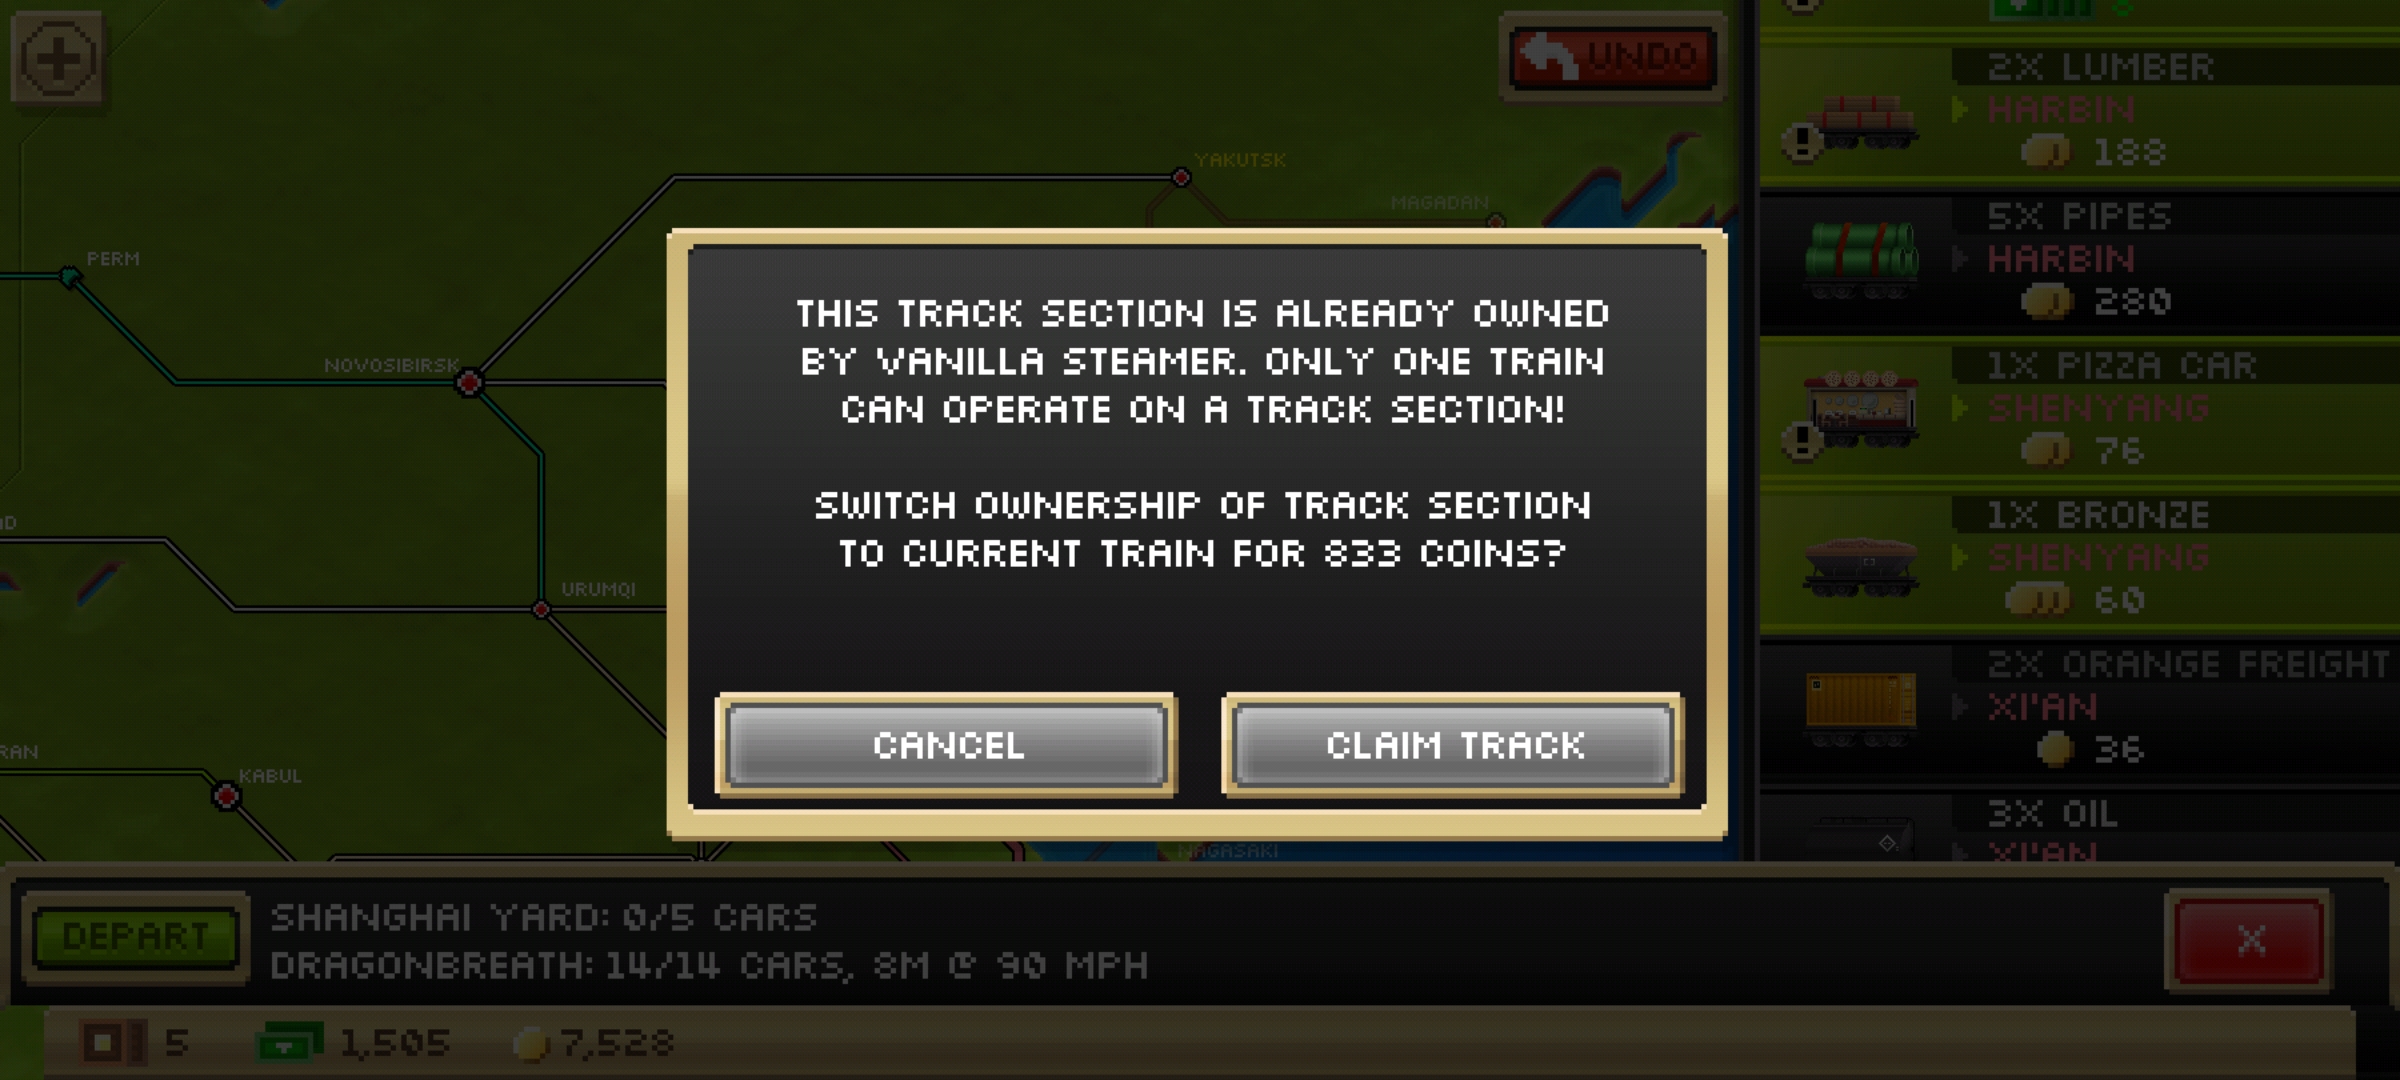 UNDO
2X LUMBER
HARBIN
188
YAKUTSK
MAGADAN
5X PIPES
HARBIN
280
PERM
NOVOSIBIRSK
THIS TRACK SECTION IS ALREADY OWNED
BY VANILLA STEAMER. ONLY ONE TRAIN
CAN OPERATE ON A TRACK SECTION!
SWITCH OWNERSHIP OF TRACK SECTION
TO CURRENT TRAIN FOR 833 COINS?
CANCEL
CLAIM TRACK
1X PIZZA CAR
SHENYANG
76
1X BRONZE
SHENYANG
60
URUMQI
2X ORANGE FREIGHT
XI'AN
36
KABUL
3X OIL
XI'AN
NAGASAKI
DEPART
SHANGHAI YARD: 0/5 CARS
DRAGONBREATH: 14/14 CARS, 8M @ 90 MPH
X
5
1,505
7,528